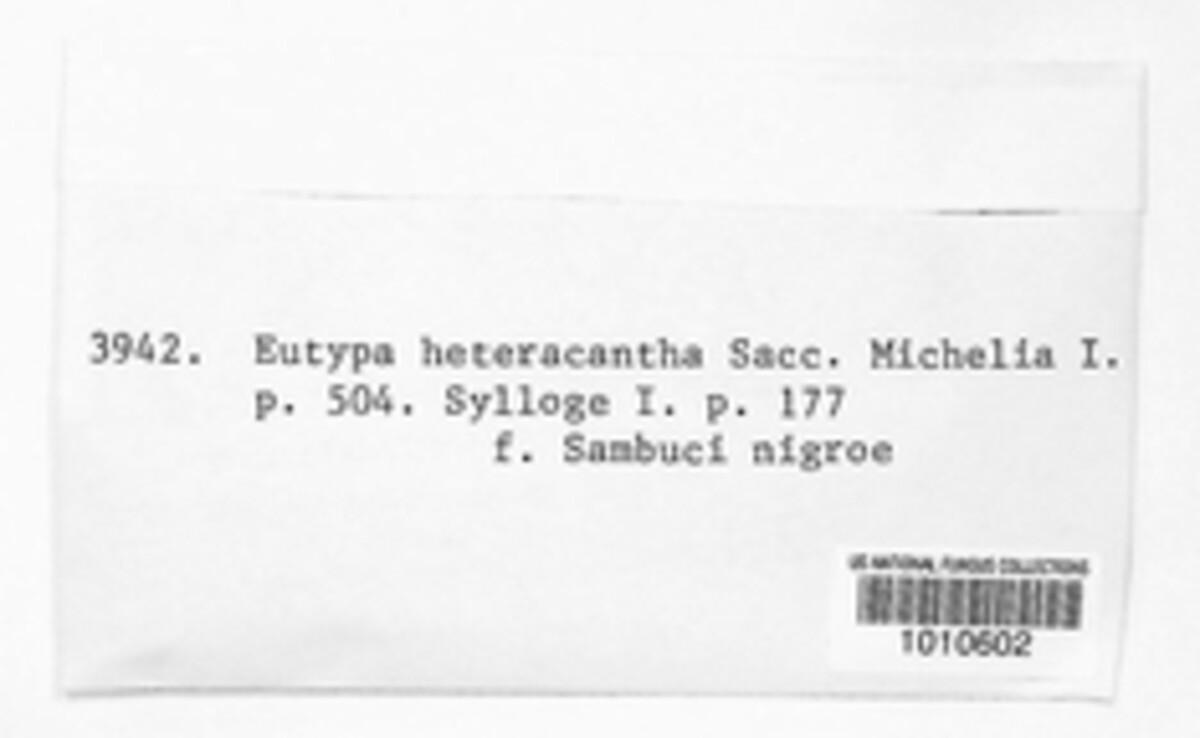 3942. Eutypa heteracantha Sacc. Michelia I.
p. 504. Sylloge I. p. 177
f. Sambuci nigroe
US NATIONAL FUNGUS COLLECTIONS
1010602